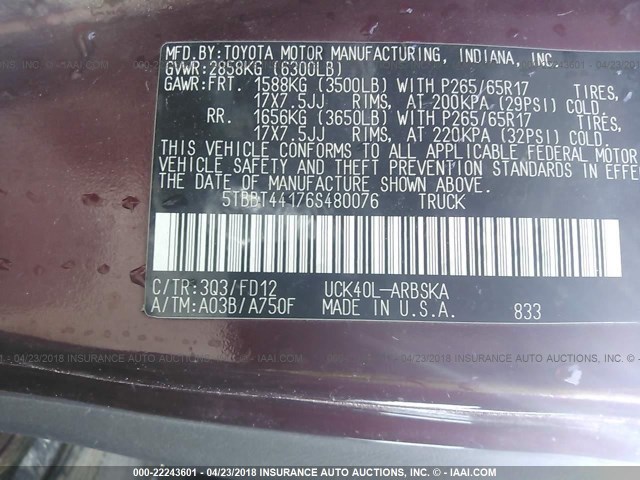 MFD.BY:TOYOTA MOTOR MANUFACTURING, INDIANA, INC.
GVWR:2858KG (6300LB)
GAWR:FRT. 1588KG (3500LB) WITH P265/65R17 TIRES,
17X7.5JJ RIMS, AT 200KPA (29PSI) COLD
RR. 1656KG (3650LB) WITH P265/65R17 TIRES,
17X7.5JJ RIMS, AT 220KPA (32PSI) COLD.
THIS VEHICLE CONFORMS TO ALL APPLICABLE FEDERAL MOTOR
VEHICLE SAFETY AND THEFT PREVENTION STANDARDS IN EFFE
THE DATE OF MANUFACTURE SHOWN ABOVE.
5TBBT44176S480076 TRUCK
C/TR:3Q3/FD12 UCK40L-ARBSKA
A/TM:A03B/A750F MADE IN U.S.A. 833
000-22243601 - 04/23/2018 INSURANCE AUTO AUCTIONS - © IAAI.COM